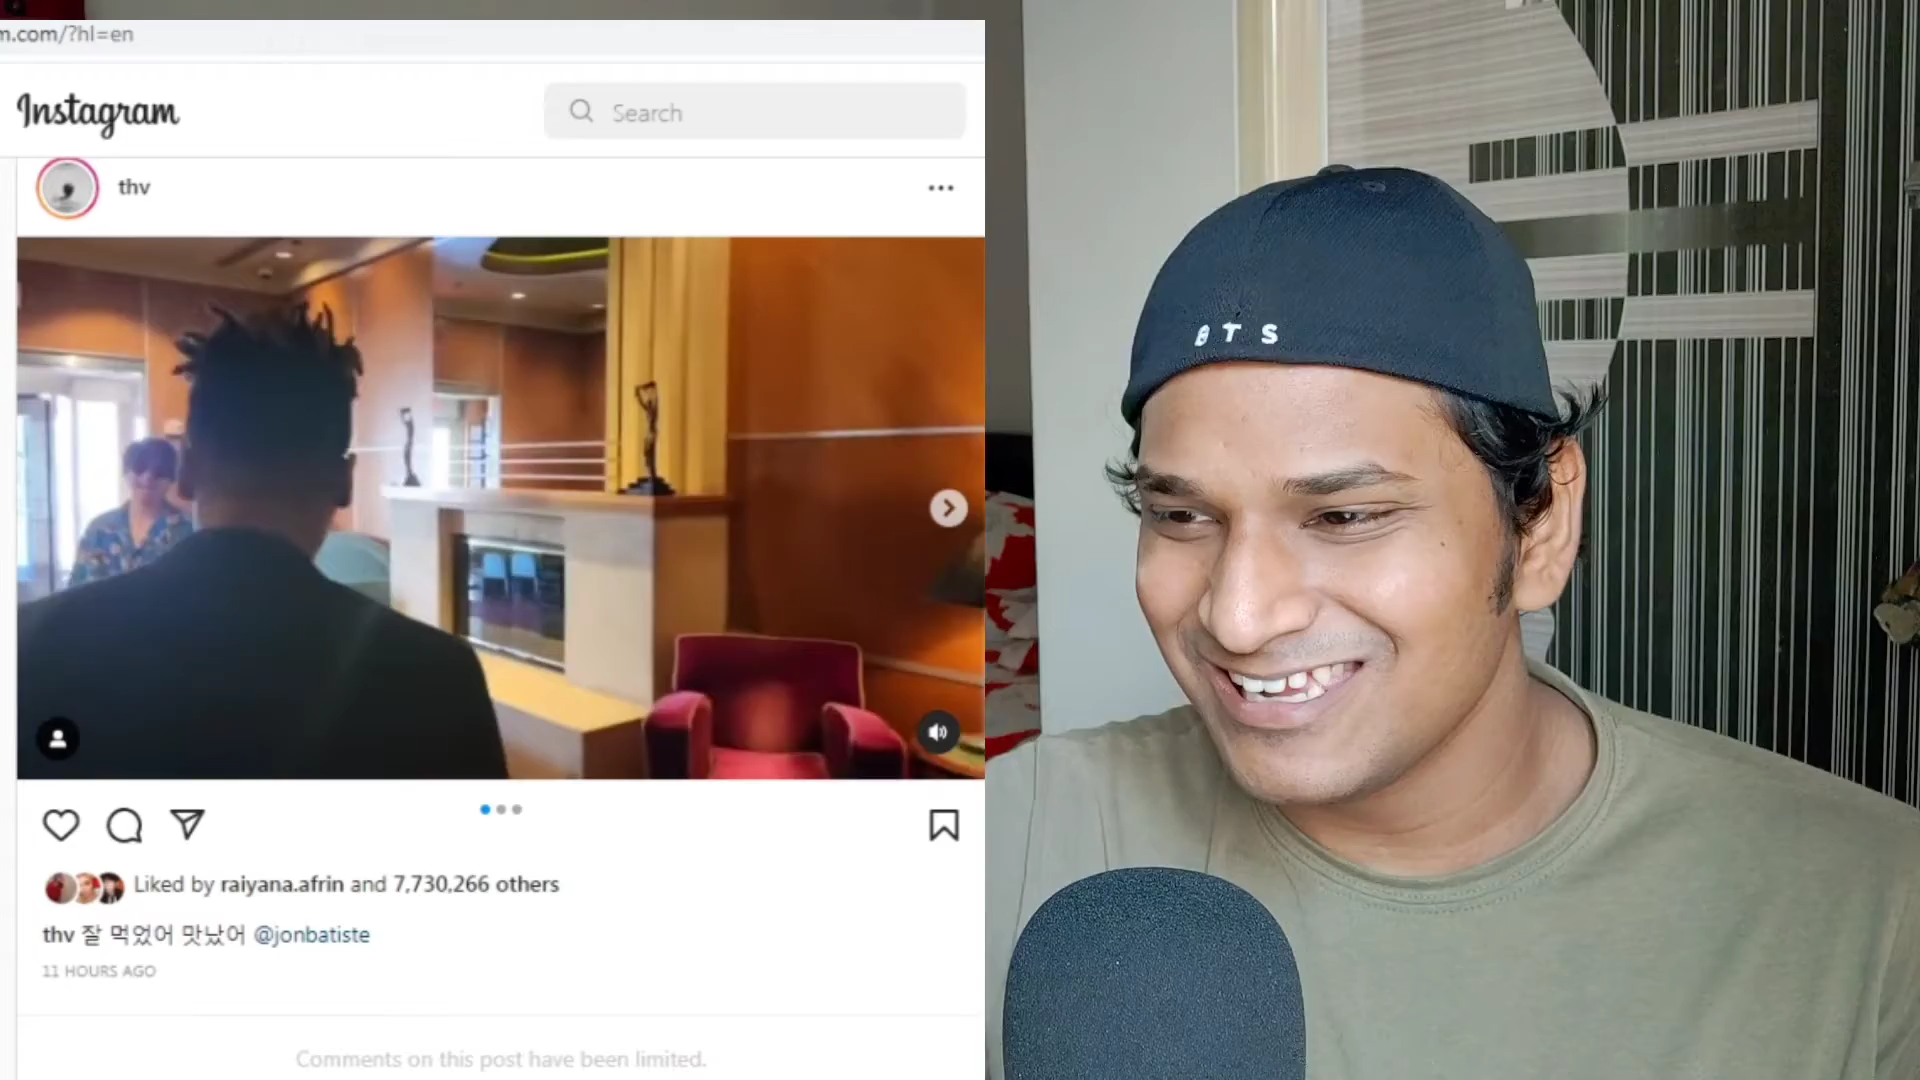 m.com/?hl=en
Instagram
Search
thv
BTS
Liked by raiyana.afrin and 7,730,266 others
thv 잘 먹었어 맛났어 @jonbatiste
11 HOURS AGO
Comments on this post have been limited.